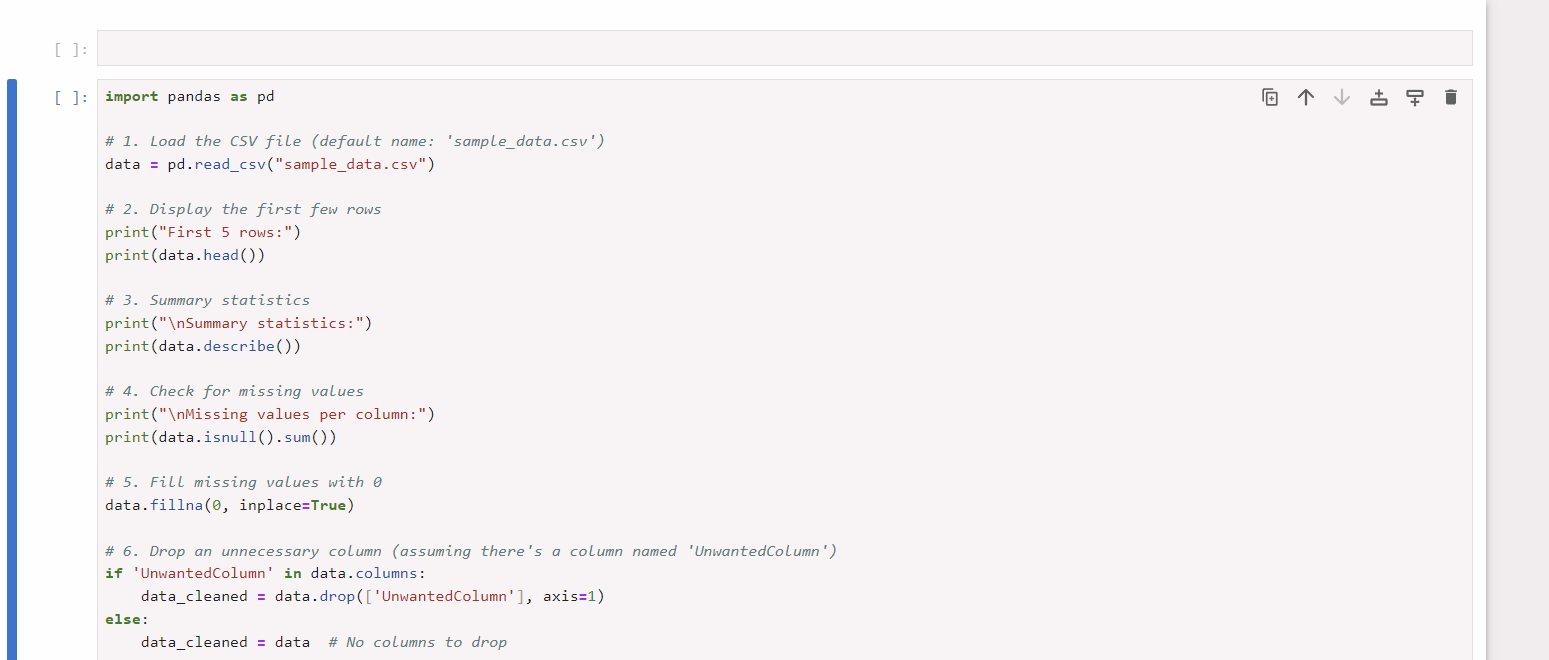 [ ]:
[ ]:
import pandas as pd
# 1. Load the CSV file (default name: 'sample_data.csv')
data = pd.read_csv("sample_data.csv")
# 2. Display the first few rows
print("First 5 rows:")
print(data.head())
# 3. Summary statistics
print("\nSummary statistics:")
print(data.describe())
# 4. Check for missing values
print("\nMissing values per column:")
print(data.isnull().sum())
# 5. Fill missing values with 0
data.fillna(0, inplace=True)
# 6. Drop an unnecessary column (assuming there's a column named 'UnwantedColumn')
if 'UnwantedColumn' in data.columns:
    data_cleaned = data.drop(['UnwantedColumn'], axis=1)
else:
    data_cleaned = data  # No columns to drop